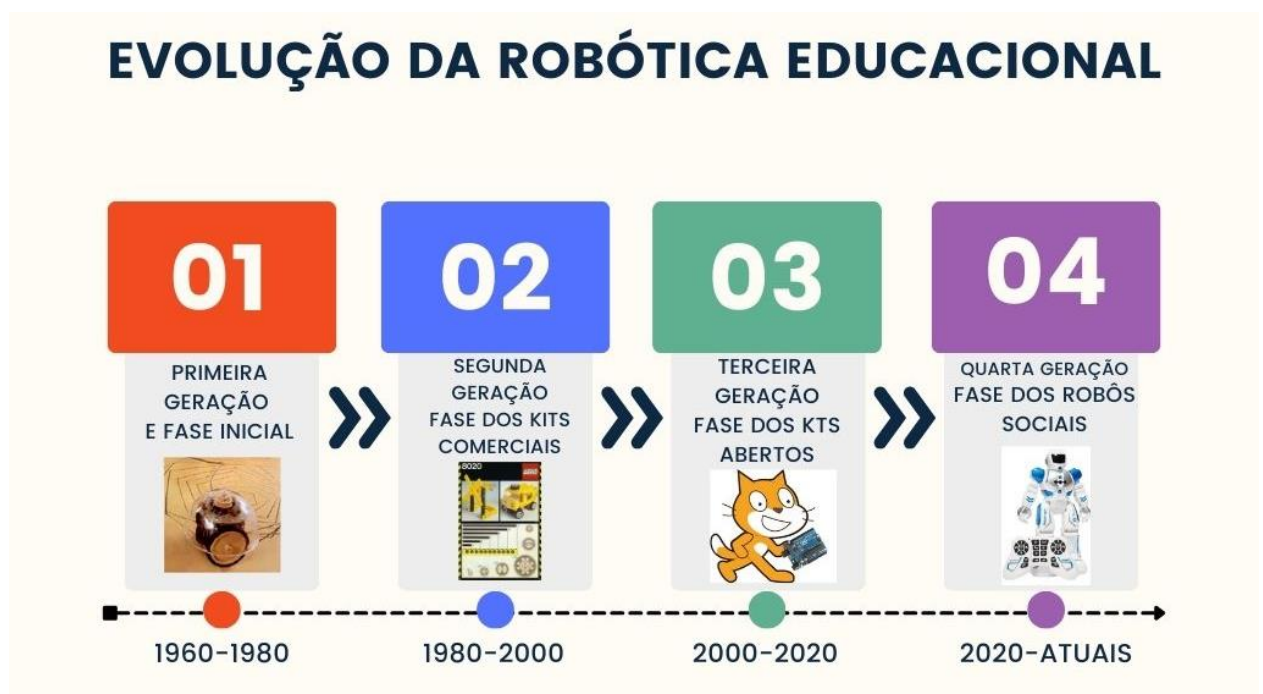 EVOLUÇÃO DA ROBÓTICA EDUCACIONAL
01
PRIMEIRA
GERAÇÃO
E FASE INICIAL
1960-1980
02
SEGUNDA
GERAÇÃO
FASE DOS KITS
COMERCIAIS
8020
LEGO
1980-2000
03
TERCEIRA
GERAÇÃO
FASE DOS KTS
ABERTOS
2000-2020
04
QUARTA GERAÇÃO
FASE DOS ROBÔS
SOCIAIS
2020-ATUAIS